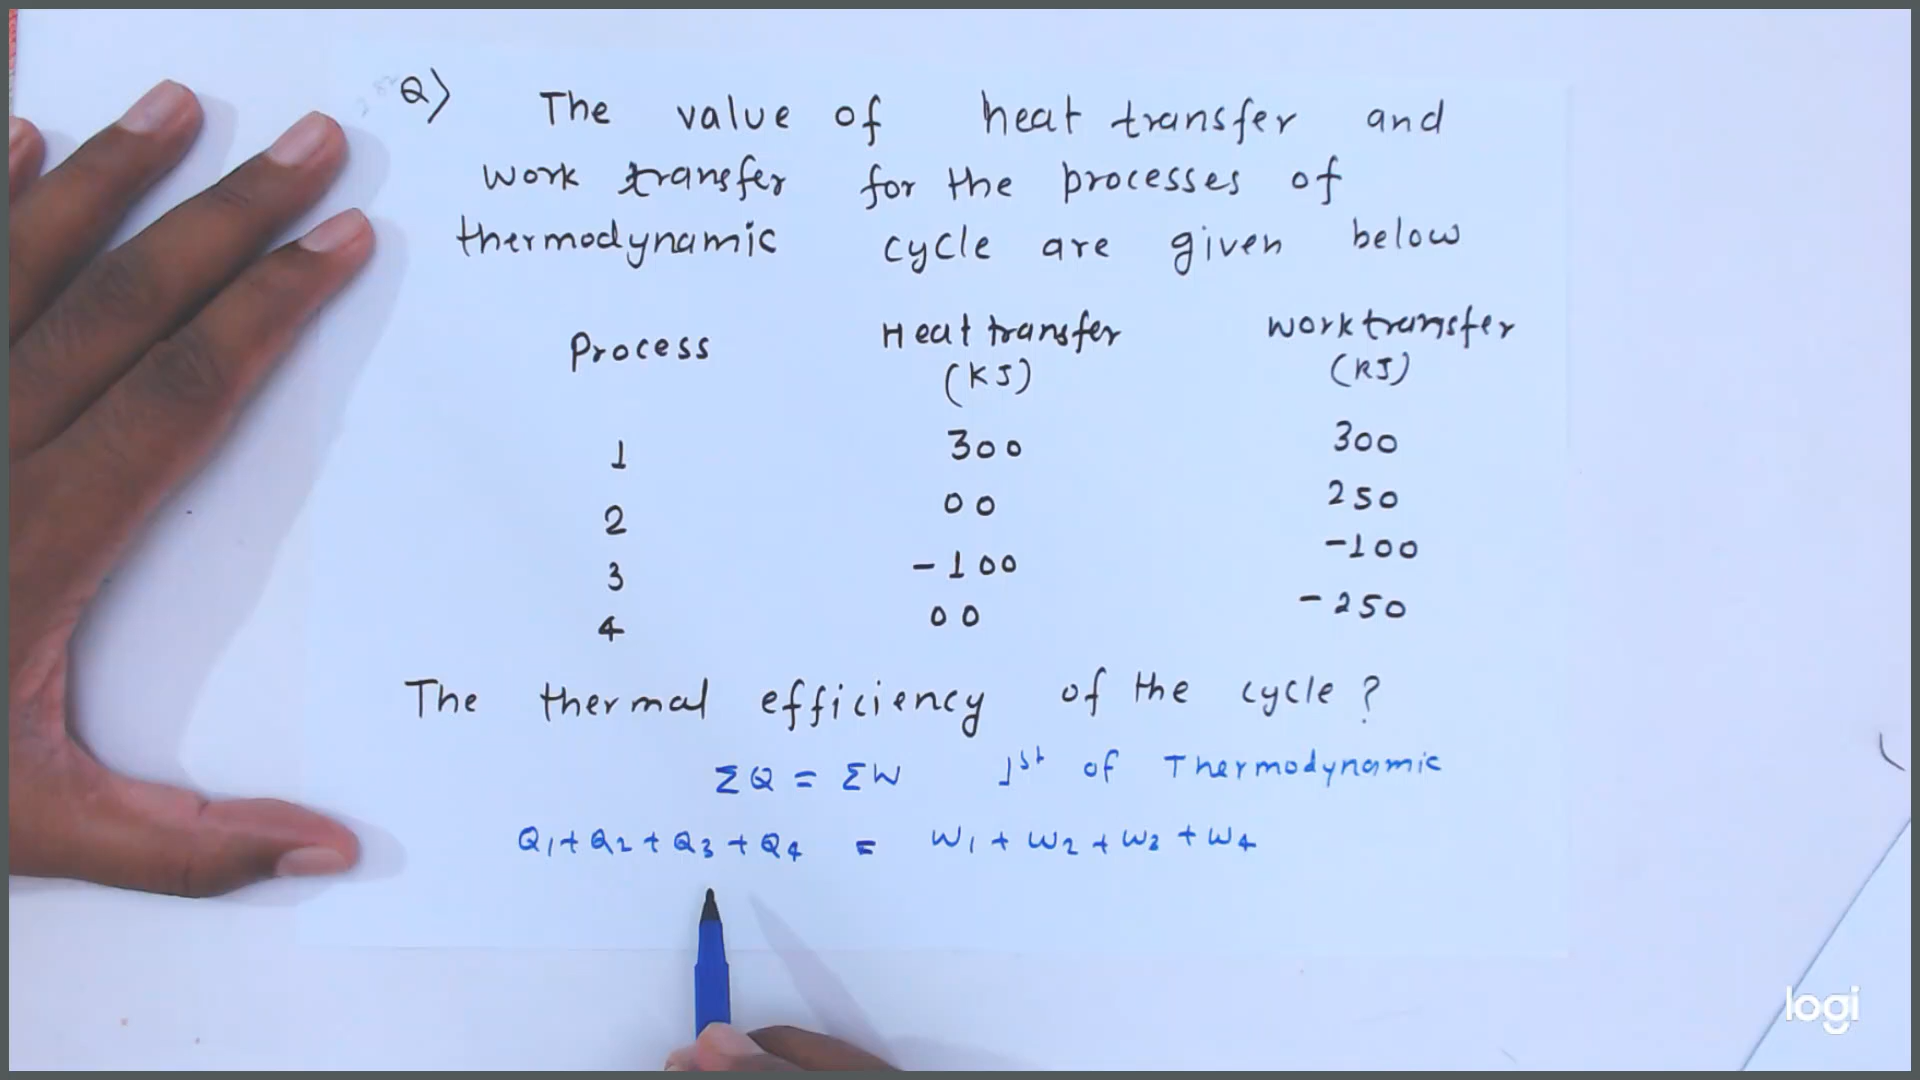 Q) The value of heat transfer and
work transfer for the processes of
thermodynamic cycle are given below
Process Heat transfer (KJ) work transfer (KJ)
1 300 300
2 00 250
3 -100 -100
4 00 -250
The thermal efficiency of the cycle?
ΣQ = ΣW 1st of Thermodynamic
Q1+Q2+Q3+Q4 = W1+W2+W3+W4
logi